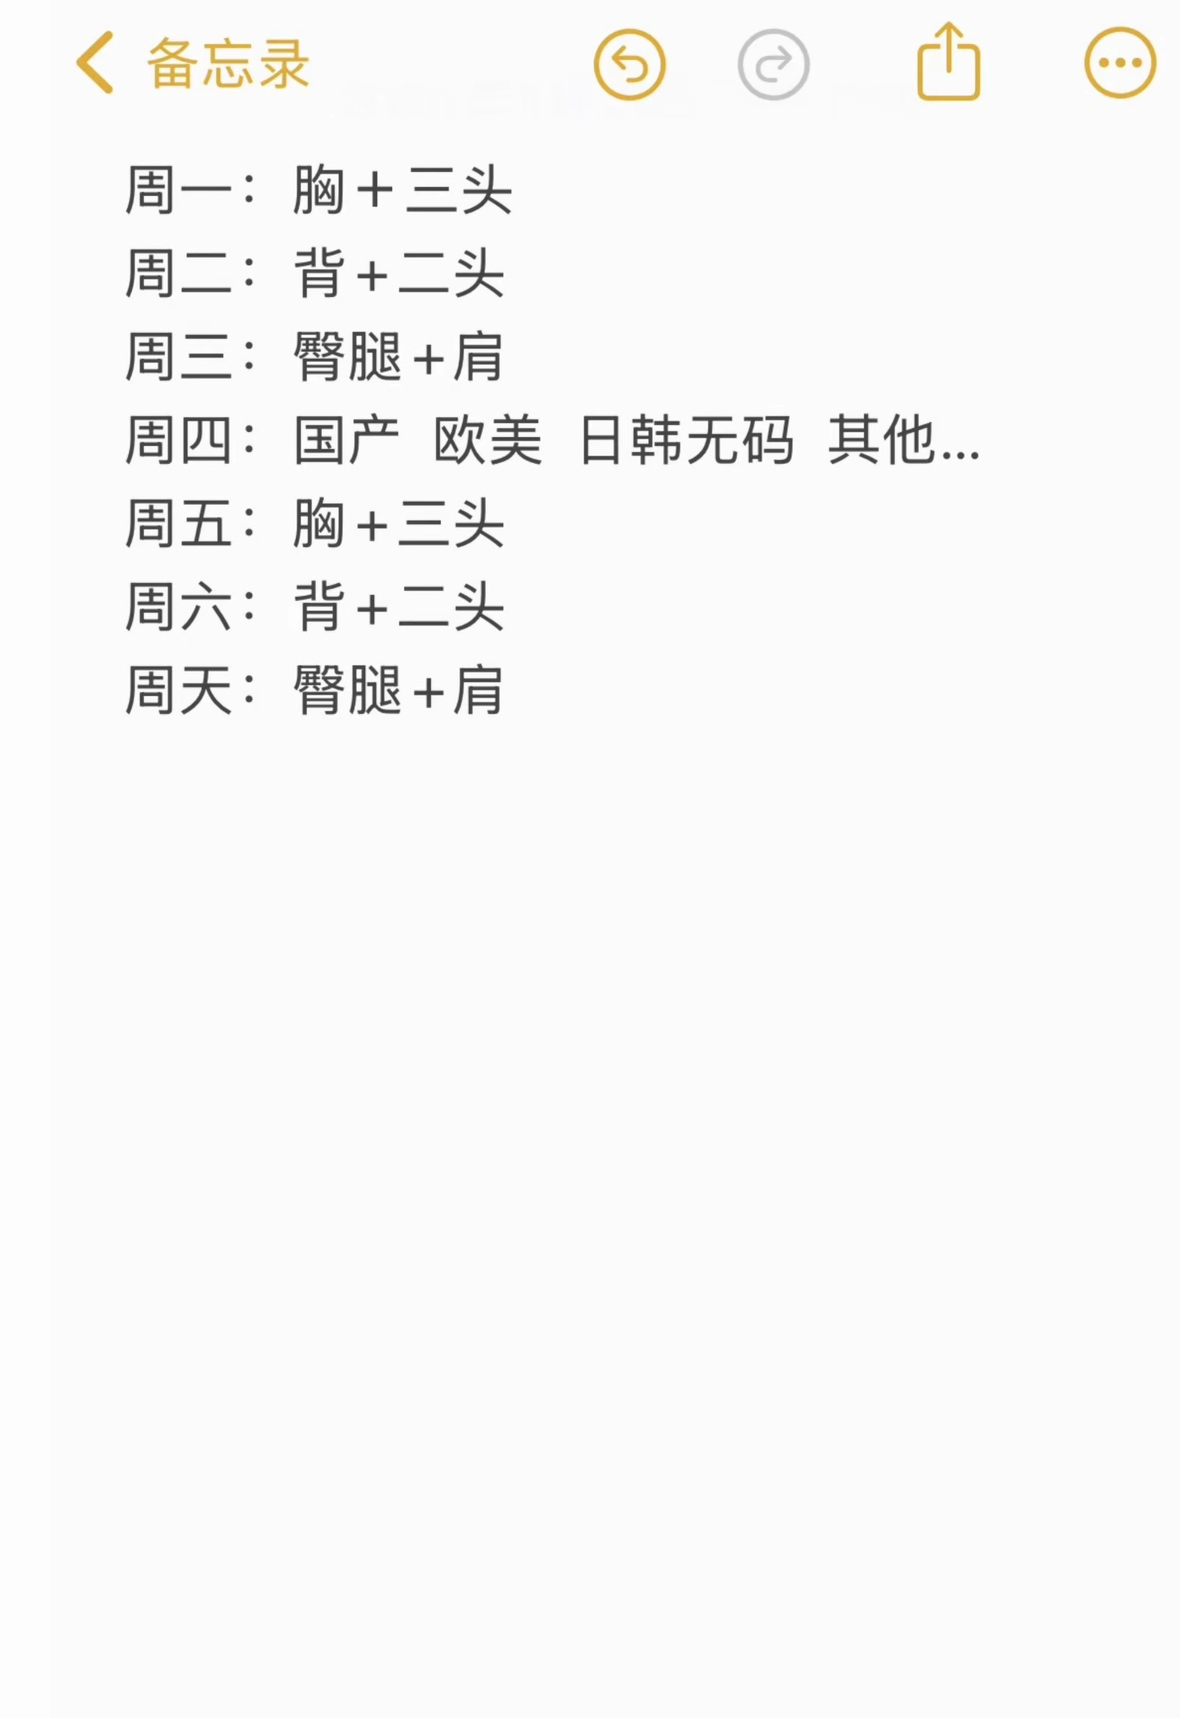 备忘录
周一：胸＋三头
周二：背+二头
周三：臀腿+肩
周四：国产 欧美 日韩无码 其他...
周五：胸+三头
周六：背+二头
周天：臀腿+肩